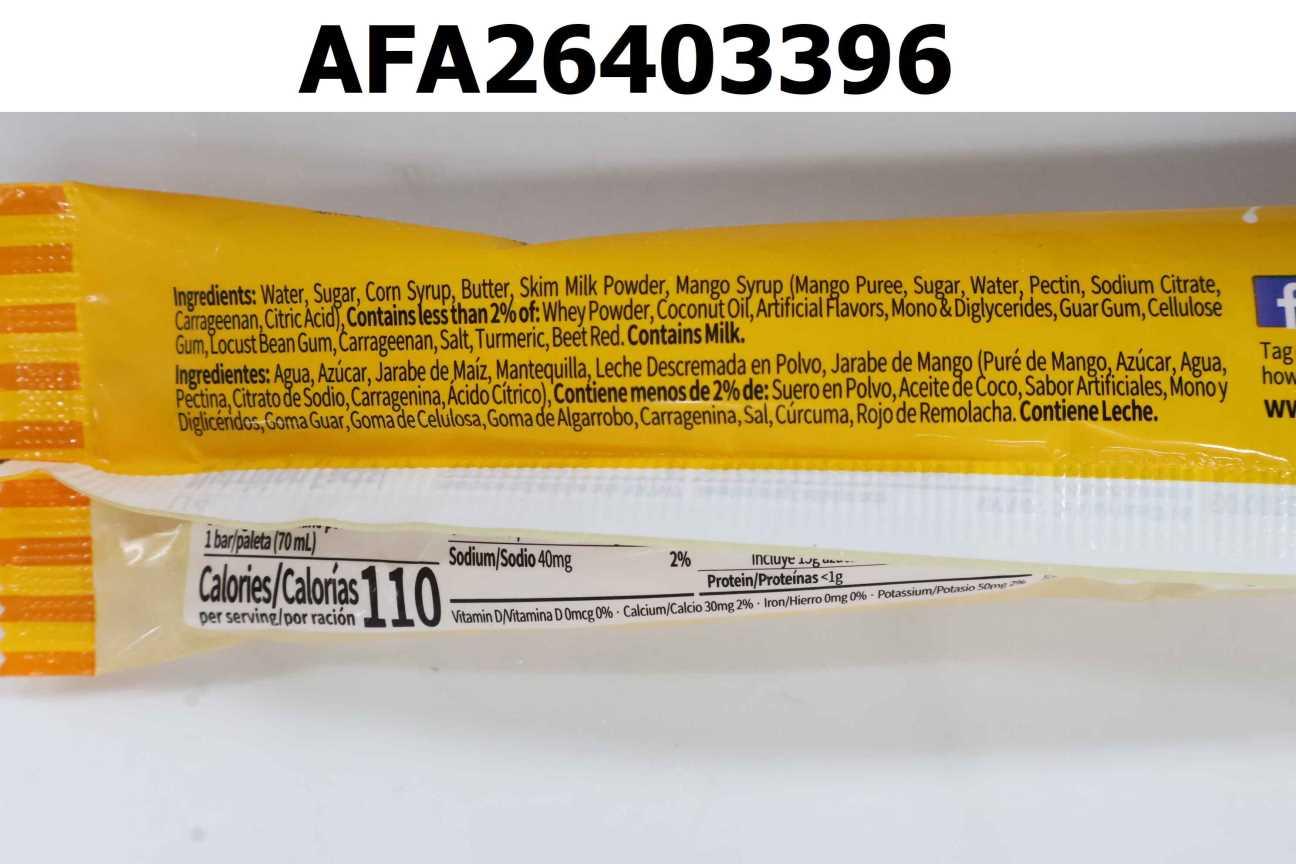 AFA26403396
Ingredients: Water, Sugar, Corn Syrup, Butter, Skim Milk Powder, Mango Syrup (Mango Puree, Sugar, Water, Pectin, Sodium Citrate,
Carrageenan, Citric Acid), Contains less than 2% of: Whey Powder, Coconut Oil, Artificial Flavors, Mono & Diglycerides, Guar Gum, Cellulose
Gum, Locust Bean Gum, Carrageenan, Salt, Turmeric, Beet Red. Contains Milk.
Ingredientes: Agua, Azúcar, Jarabe de Maíz, Mantequilla, Leche Descremada en Polvo, Jarabe de Mango (Puré de Mango, Azúcar, Agua,
Pectina, Citrato de Sodio, Carragenina, Ácido Cítrico), Contiene menos de 2% de: Suero en Polvo, Aceite de Coco, Sabor Artificiales, Mono y
Diglicéridos, Goma Guar, Goma de Celulosa, Goma de Algarrobo, Carragenina, Sal, Cúrcuma, Rojo de Remolacha. Contiene Leche.
f
Tag
how
1 bar/paleta (70 mL)
Calories/Calorías 110
per serving/por ración
Sodium/Sodio 40mg 2%
Incluye
Protein/Proteínas <1g
Vitamin D/Vitamina D 0mcg 0% · Calcium/Calcio 30mg 2% · Iron/Hierro 0mg 0% · Potassium/Potasio 50mg 2%